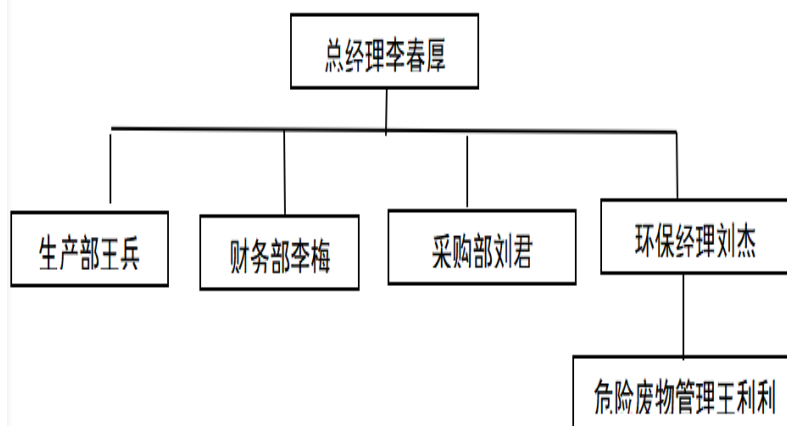 总经理李春厚
生产部王兵
财务部李梅
采购部刘君
环保经理刘杰
危险废物管理王利利